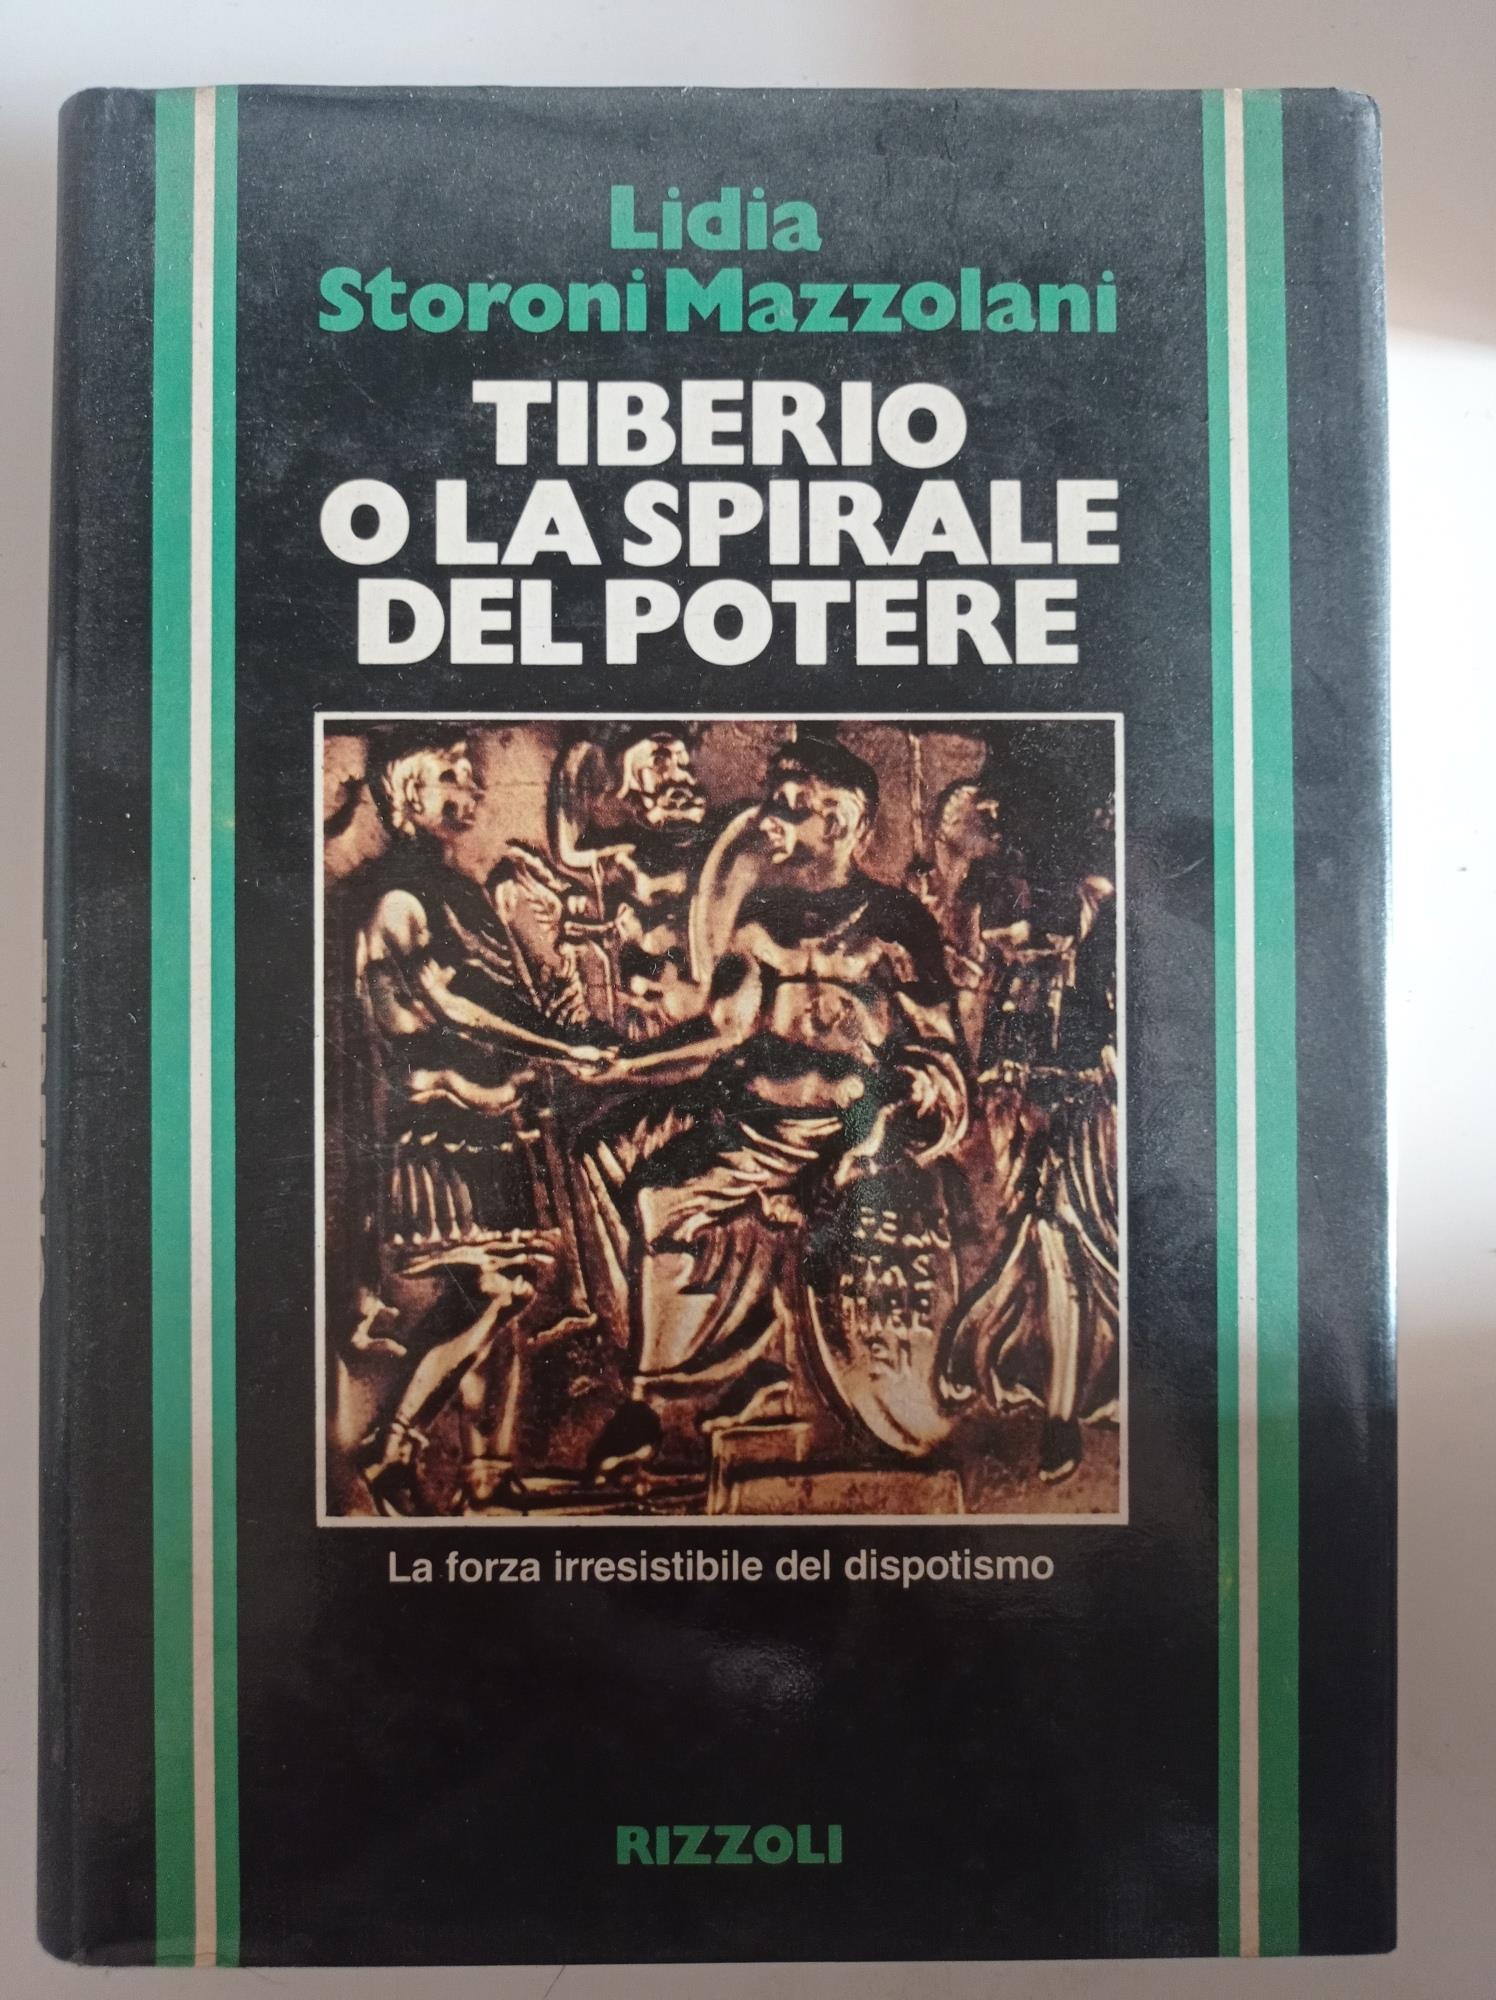 Lidia
Storoni Mazzolani
TIBERIO
O LA SPIRALE
DEL POTERE
La forza irresistibile del dispotismo
RIZZOLI